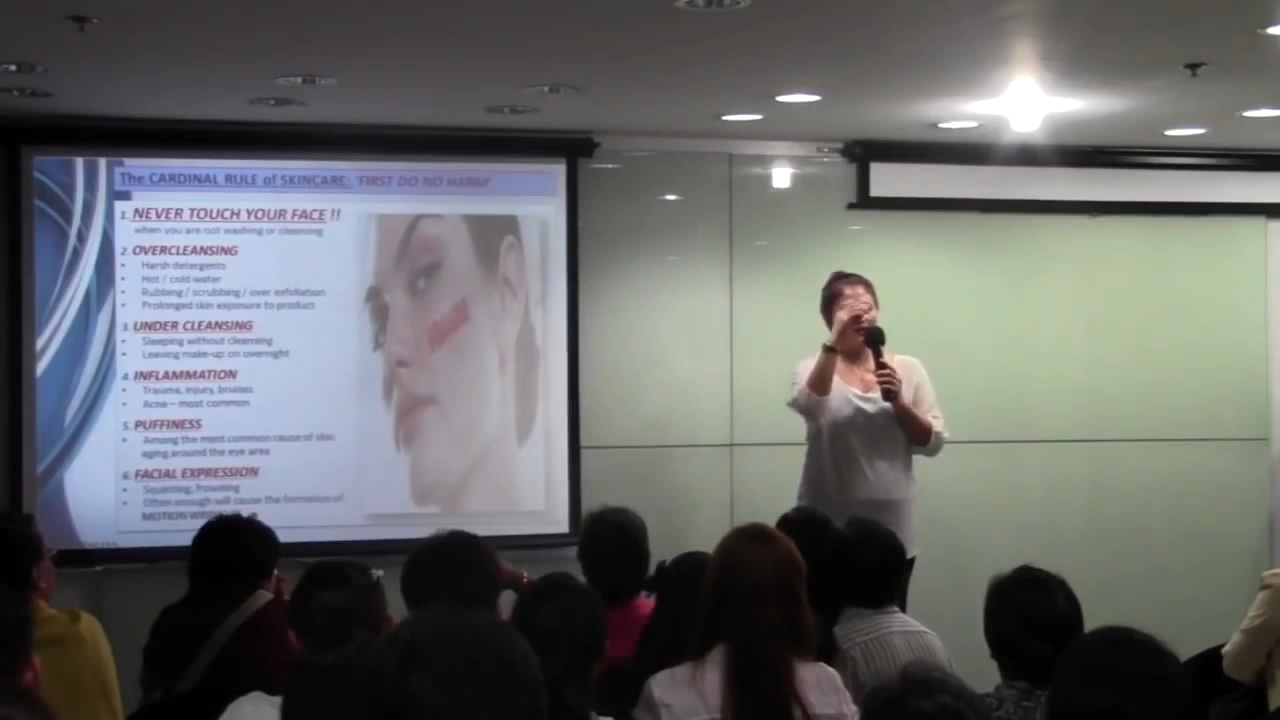 The CARDINAL RULE of SKINCARE: 'FIRST DO NO HARM'
1. NEVER TOUCH YOUR FACE !!
when you are not washing or cleansing
2. OVERCLEANSING
• Harsh detergents
• Hot / cold water
• Rubbing / scrubbing / over exfoliation
• Prolonged skin exposure to product
3. UNDER CLEANSING
• Sleeping without cleansing
• Leaving make-up on overnight
4. INFLAMMATION
• Trauma, injury, bruises
• Acne – most common
5. PUFFINESS
• Among the most common cause of skin
aging around the eye area
6. FACIAL EXPRESSION
• Squinting, frowning
• Often enough will cause the formation of
MOTION